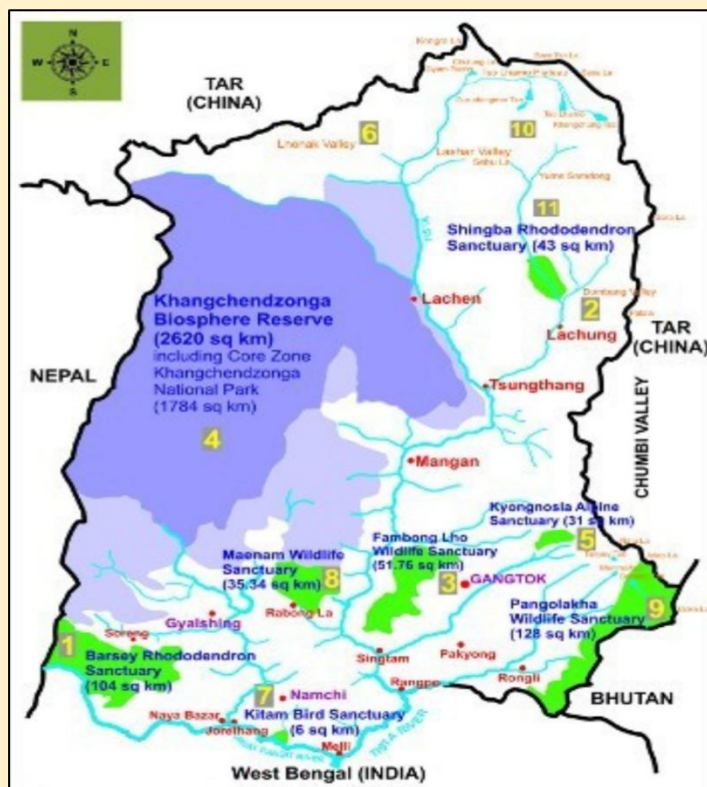 N
W
E
S
TAR
(CHINA)
Lhonak Valley
6
10
Lashar Valley
11
Shingba Rhododendron
Sanctuary (43 sq km)
Khangchendzonga
Biosphere Reserve
(2620 sq km)
including Core Zone
Khangchendzonga
National Park
(1784 sq km)
4
Lachen
2
Lachung
TAR
(CHINA)
NEPAL
Tsungthang
CHUMBI VALLEY
Mangan
Kyongnosla Alpine
Sanctuary (31 sq km)
5
Fambong Lho
Wildlife Sanctuary
(51.76 sq km)
3
GANGTOK
Maenam Wildlife
Sanctuary
(35.34 sq km)
8
Rabong La
Pangolakha
Wildlife Sanctuary
(128 sq km)
9
Gyalshing
1
Soreng
Barsey Rhododendron
Sanctuary
(104 sq km)
Singtam
Pakyong
Rongli
Rangpo
BHUTAN
7
Namchi
Kitam Bird Sanctuary
(6 sq km)
Naya Bazar
Jorethang
Melli
TISTA RIVER
West Bengal (INDIA)